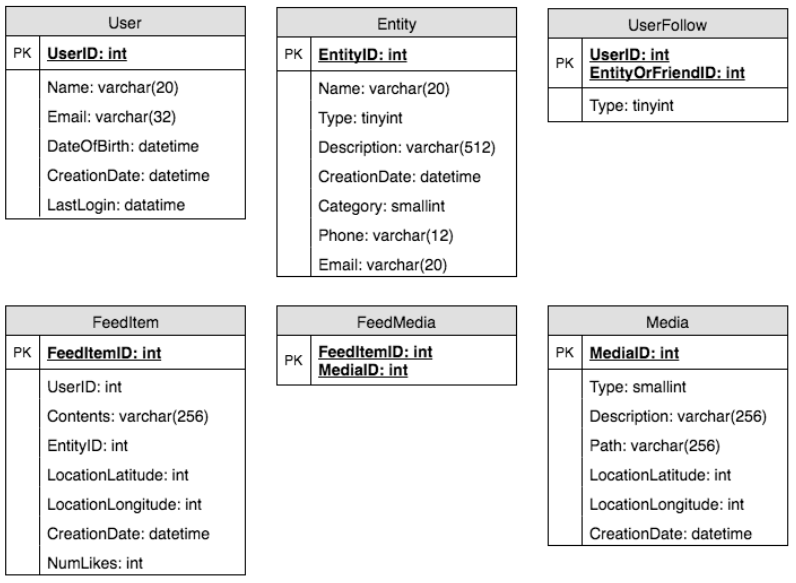 User
PK UserID: int
Name: varchar(20)
Email: varchar(32)
DateOfBirth: datetime
CreationDate: datetime
LastLogin: datatime
Entity
PK EntityID: int
Name: varchar(20)
Type: tinyint
Description: varchar(512)
CreationDate: datetime
Category: smallint
Phone: varchar(12)
Email: varchar(20)
UserFollow
PK UserID: int
EntityOrFriendID: int
Type: tinyint
FeedItem
PK FeedItemID: int
UserID: int
Contents: varchar(256)
EntityID: int
LocationLatitude: int
LocationLongitude: int
CreationDate: datetime
NumLikes: int
FeedMedia
PK FeedItemID: int
MediaID: int
Media
PK MediaID: int
Type: smallint
Description: varchar(256)
Path: varchar(256)
LocationLatitude: int
LocationLongitude: int
CreationDate: datetime